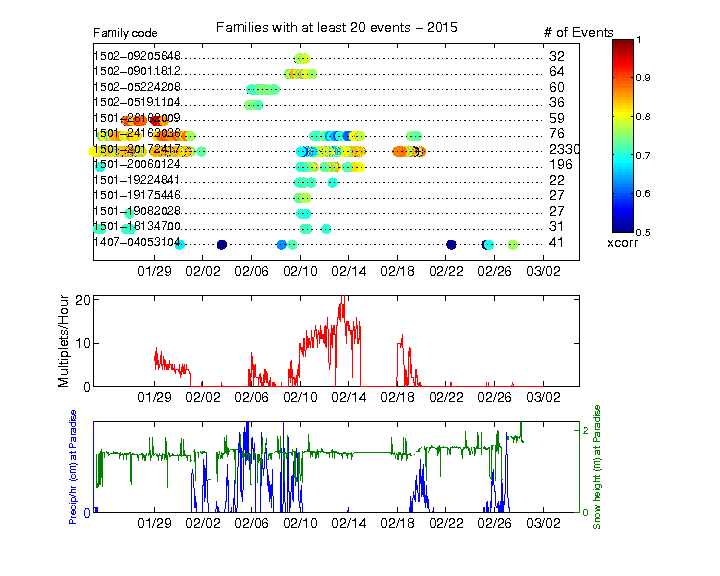 Families with at least 20 events − 2015
Family code
# of Events
1502−09205648 32
1502−09011812 64
1502−05224208 60
1502−05191104 36
59
1501−24163036 76
1501−20172417 2330
1501−20060124 196
1501−19224841 22
1501−19175446 27
1501−19082028 27
1501−16134700 31
1407−04053104 41
01/29 02/02 02/06 02/10 02/14 02/18 02/22 02/26 03/02
1
0.9
0.8
0.7
0.6
0.5
xcorr
Multiplets/Hour
20
10
0
01/29 02/02 02/06 02/10 02/14 02/18 02/22 02/26 03/02
Precip/hr (cm) at Paradise
0
2
0
Snow height (m) at Paradise
01/29 02/02 02/06 02/10 02/14 02/18 02/22 02/26 03/02